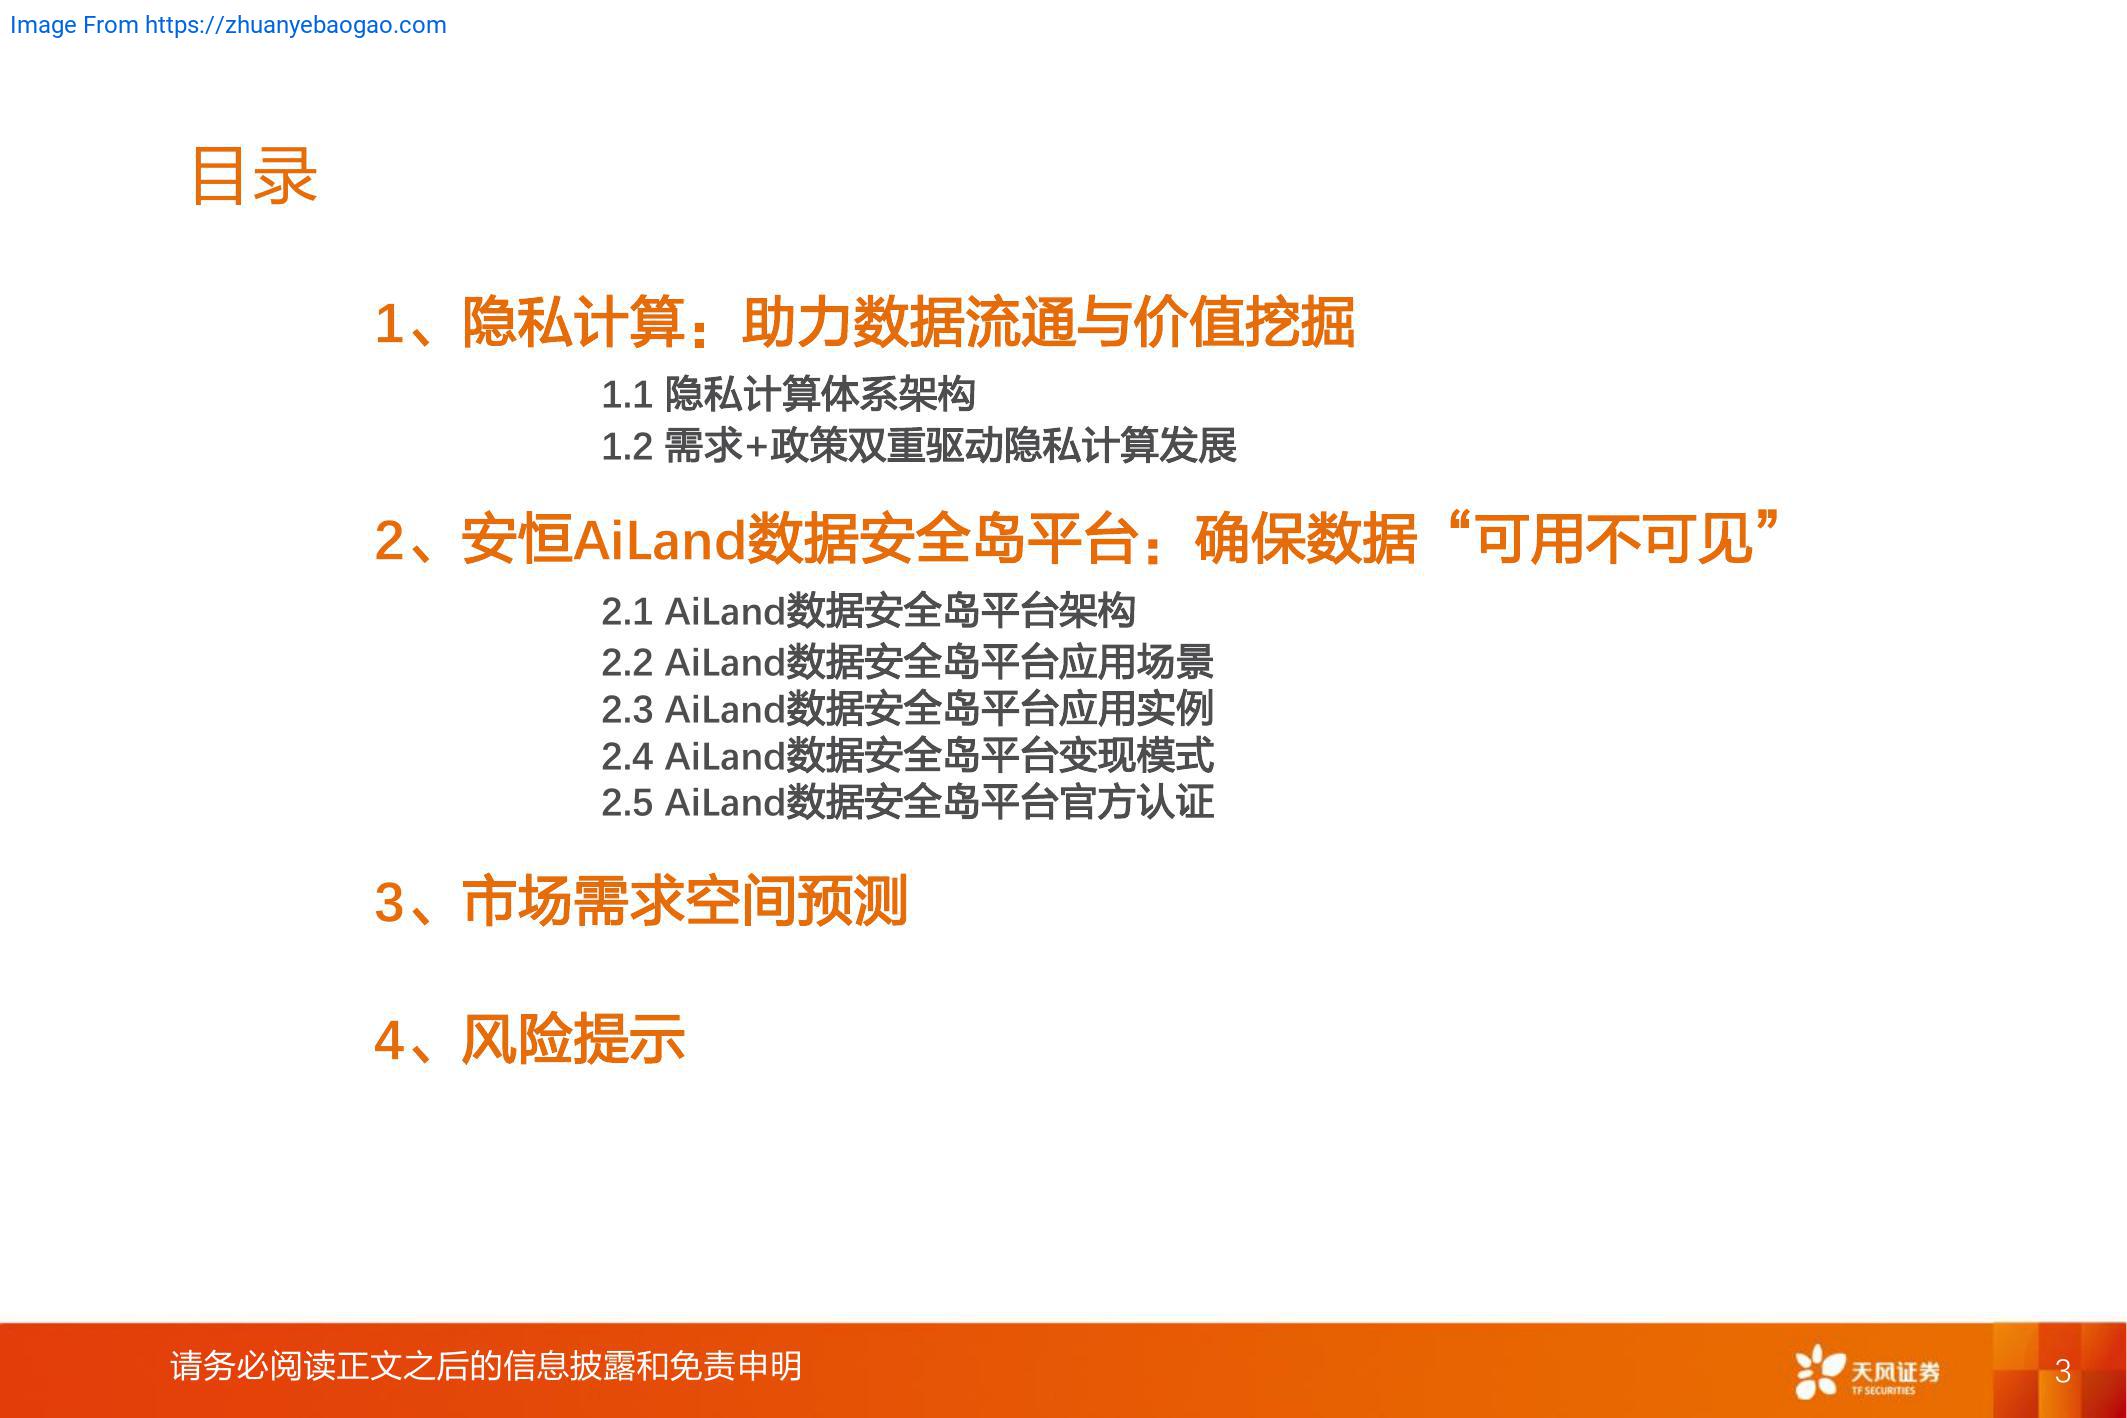 Image From https://zhuanyebaogao.com
目录
1、隐私计算：助力数据流通与价值挖掘
1.1 隐私计算体系架构
1.2 需求+政策双重驱动隐私计算发展
2、安恒AiLand数据安全岛平台：确保数据“可用不可见”
2.1 AiLand数据安全岛平台架构
2.2 AiLand数据安全岛平台应用场景
2.3 AiLand数据安全岛平台应用实例
2.4 AiLand数据安全岛平台变现模式
2.5 AiLand数据安全岛平台官方认证
3、市场需求空间预测
4、风险提示
请务必阅读正文之后的信息披露和免责申明
天风证券
TF SECURITIES
3